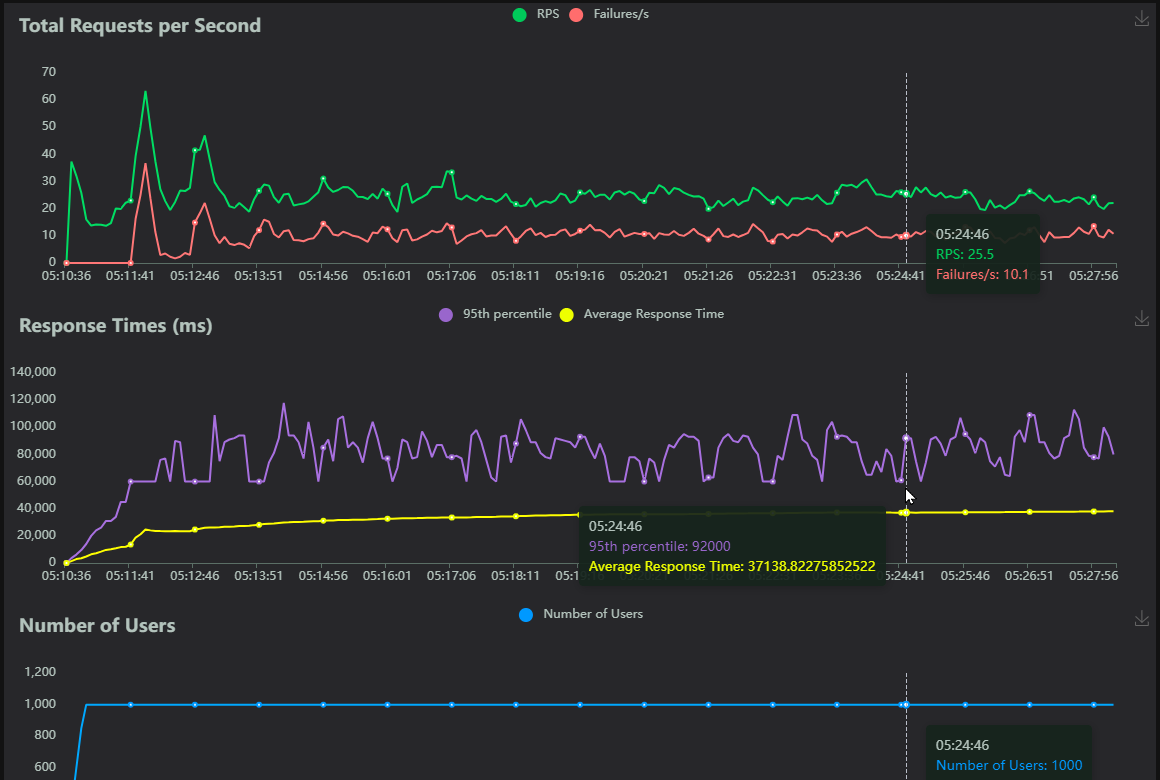 Total Requests per Second
RPS Failures/s
70
60
50
40
30
20
10
0
05:10:36 05:11:41 05:12:46 05:13:51 05:14:56 05:16:01 05:17:06 05:18:11 05:19:16 05:20:21 05:21:26 05:22:31 05:23:36 05:24:41 51 05:27:56
05:24:46
RPS: 25.5
Failures/s: 10.1
Response Times (ms)
95th percentile Average Response Time
140,000
120,000
100,000
80,000
60,000
40,000
20,000
0
05:10:36 05:11:41 05:12:46 05:13:51 05:14:56 05:16:01 05:17:06 05:18:11 05:24:41 05:25:46 05:26:51 05:27:56
05:24:46
95th percentile: 92000
Average Response Time: 37138.82275852522
Number of Users
Number of Users
1,200
1,000
800
600
05:24:46
Number of Users: 1000